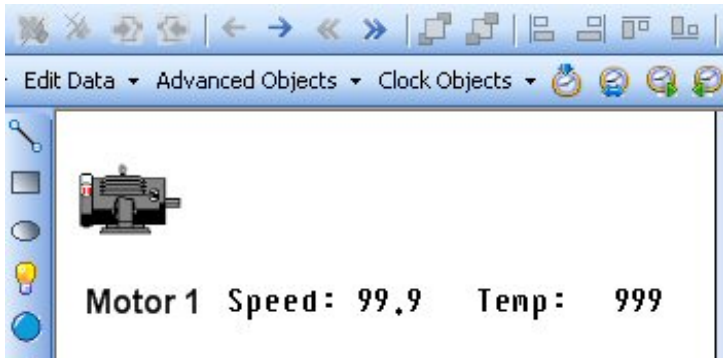 Edit Data Advanced Objects Clock Objects
Motor 1 Speed: 99.9 Temp: 999